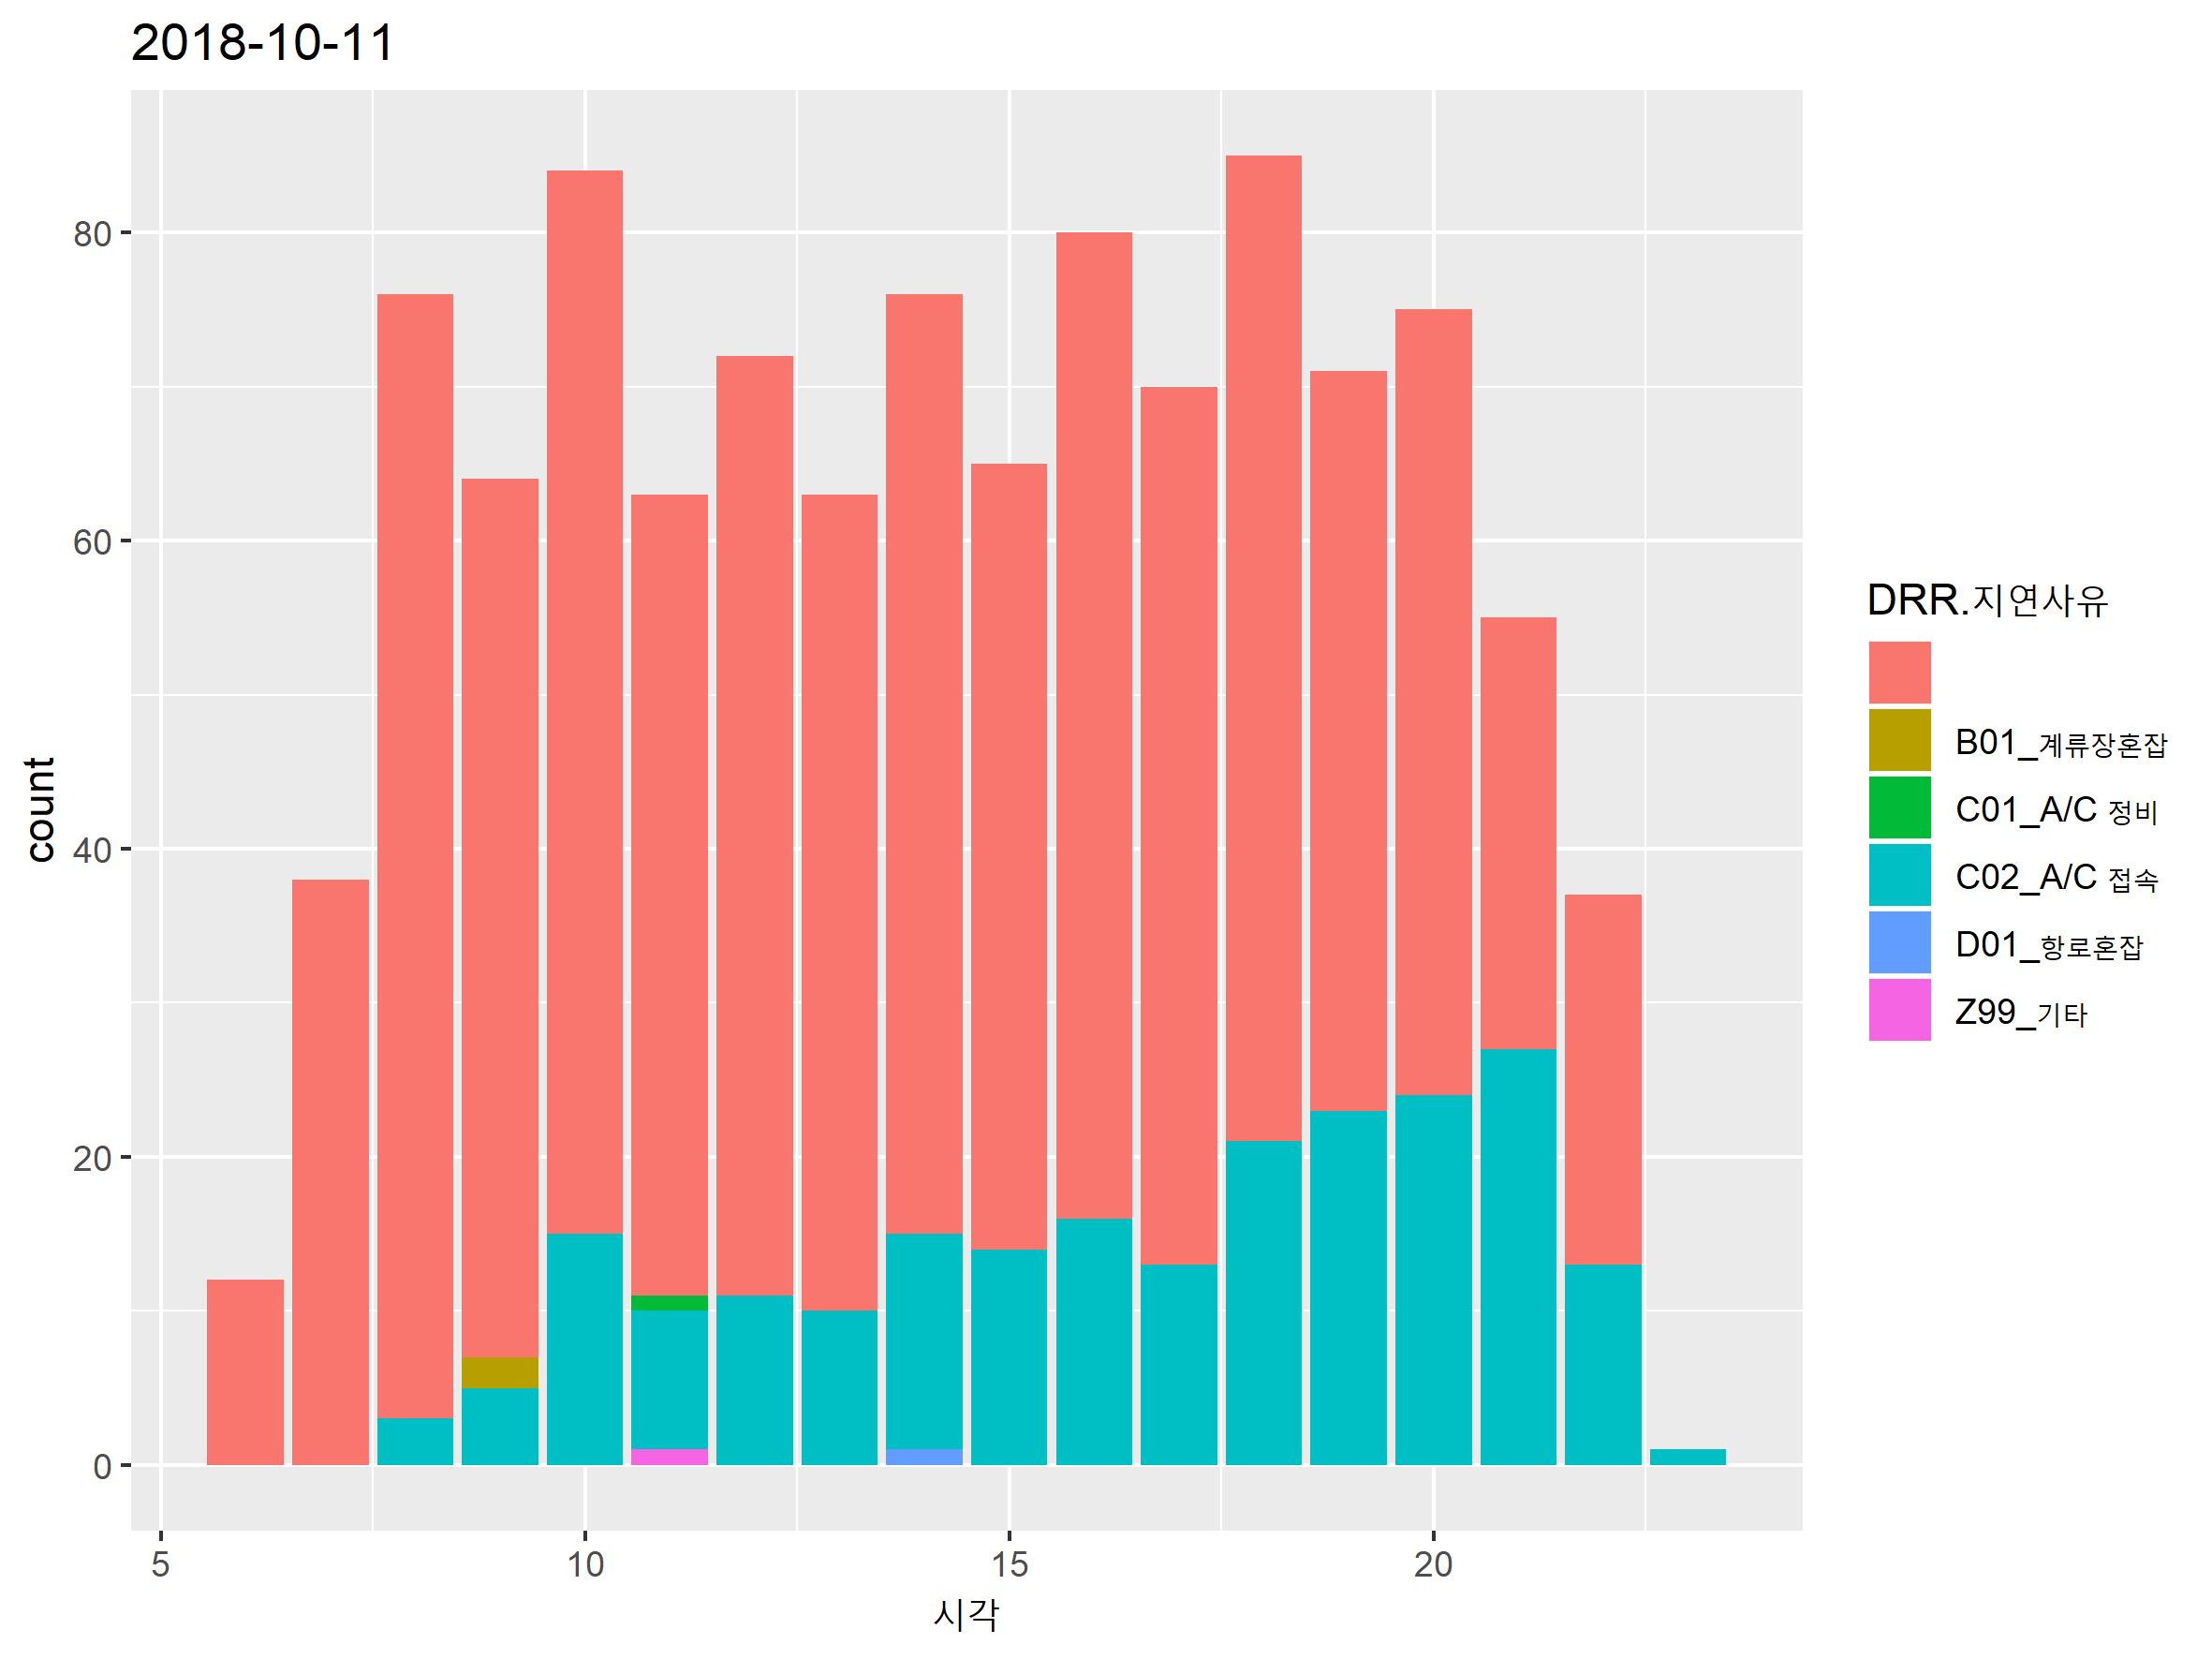 2018-10-11
count
80
60
40
20
0
5 10 15 20
시각
DRR.지연사유
B01_계류장혼잡
C01_A/C 정비
C02_A/C 접속
D01_항로혼잡
Z99_기타